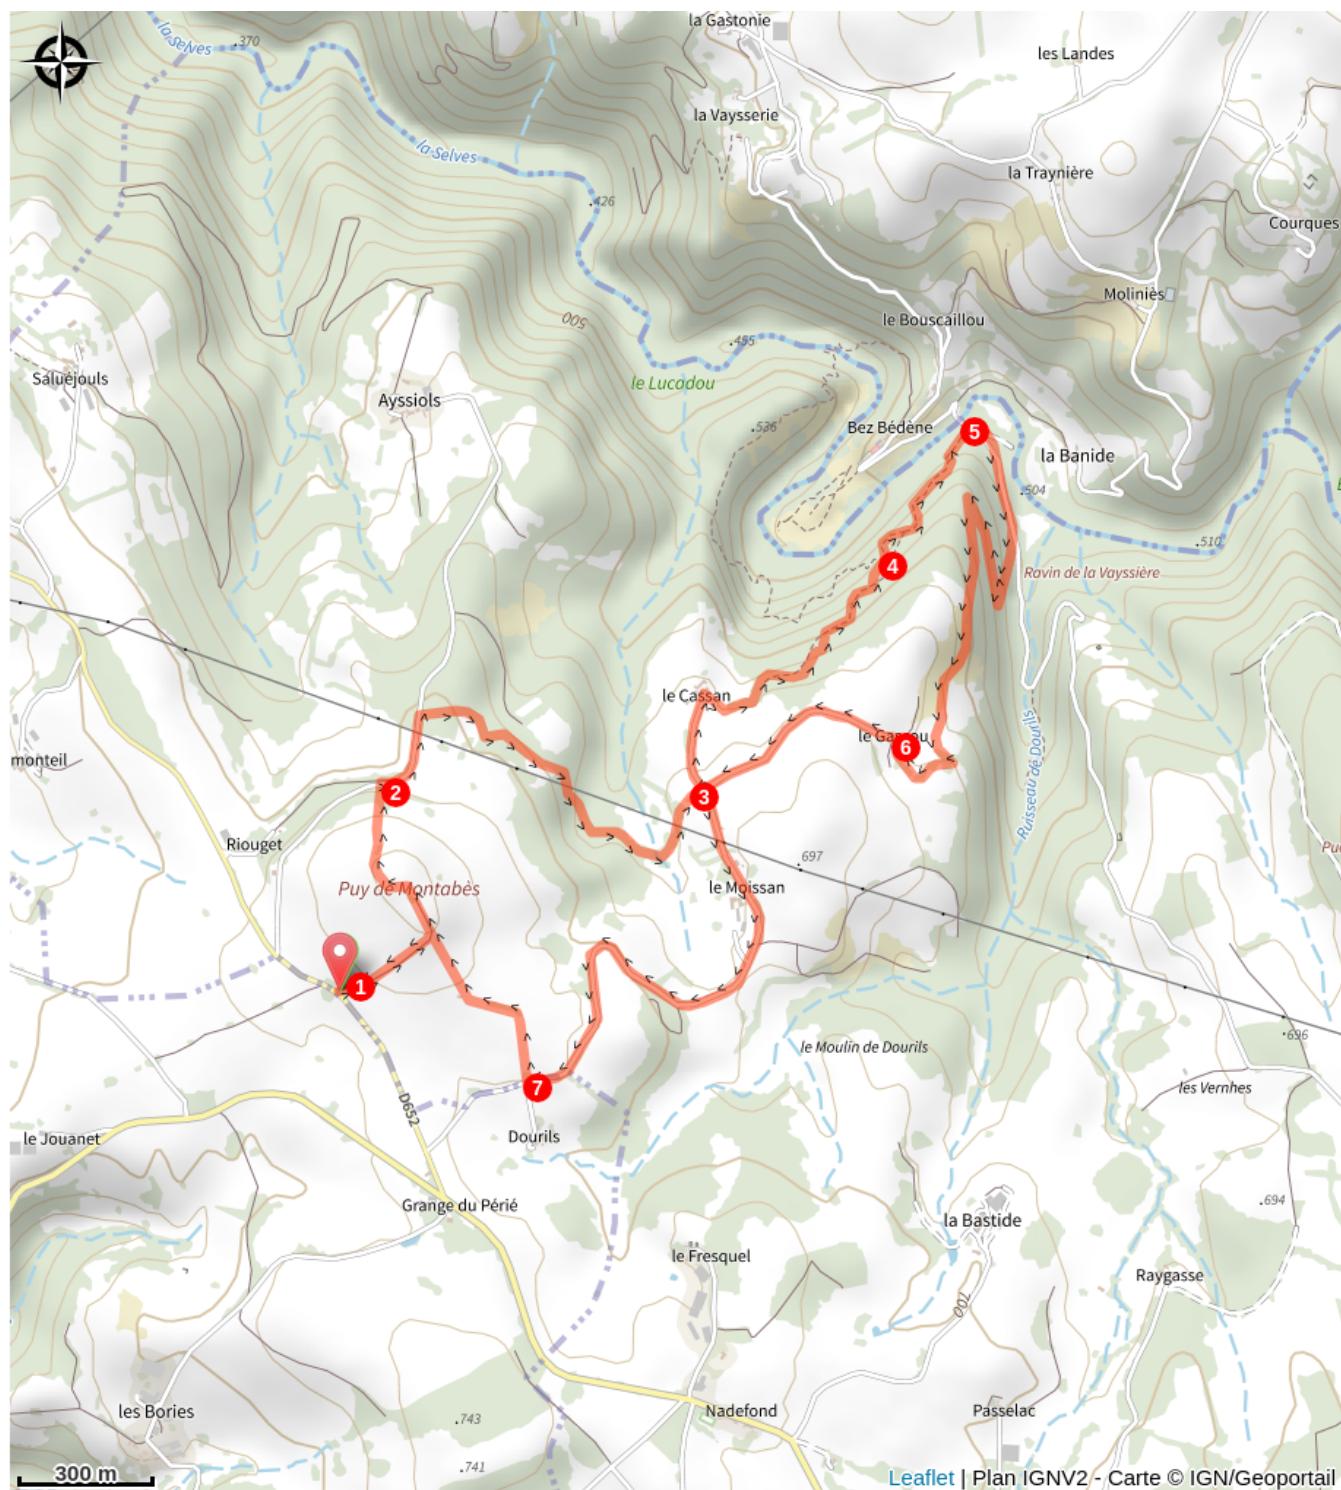 la Gastonie
la Selves
.370
les Landes
la Vaysserie
la Selves
la Traynière
.426
Courques
Moliniès
500
le Bouscaillou
.455
Saluéjouls
le Lucadou
Ayssiols
.536
Bez Bédène
5
la Banide
.504
.510
4
Ravin de la Vayssière
le Cassan
le Gazeau
6
monteil
Ruisseau de Dourils
2
3
Riouget
697
Puy de Montabès
le Moissan
1
.696
le Moulin de Dourils
7
les Vernhes
D652
le Jouanet
Dourils
.694
Grange du Périé
la Bastide
le Fresquel
Raygasse
700
les Bories
.743
Nadefond
Passelac
.741
300 m
Leaflet | Plan IGNV2 - Carte © IGN/Geoportail